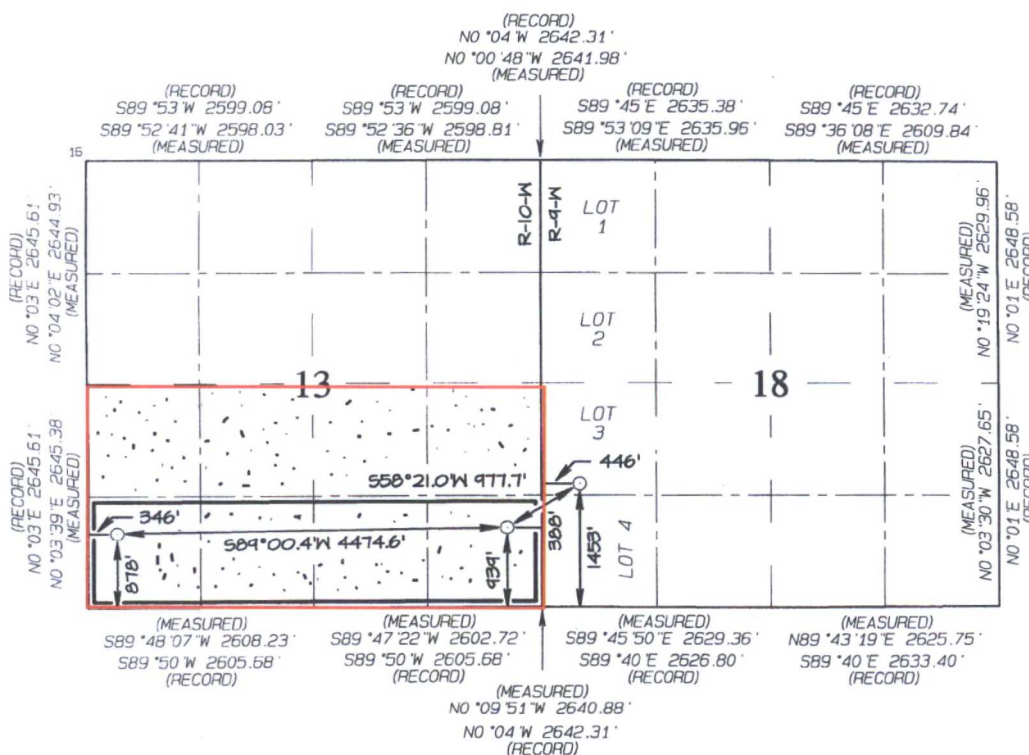 (RECORD)
N0°04'W 2642.31'
N0°00'48"W 2641.98'
(MEASURED)
(RECORD)
S89°53'W 2599.08'
S89°52'41"W 2598.03'
(MEASURED)
(RECORD)
S89°53'W 2599.08'
S89°52'36"W 2598.81'
(MEASURED)
(RECORD)
S89°45'E 2635.38'
S89°53'09"E 2635.96'
(MEASURED)
(RECORD)
S89°45'E 2632.74'
S89°36'08"E 2609.84'
(MEASURED)
(RECORD)
N0°03'E 2645.61'
N0°04'02"E 2644.93'
(MEASURED)
R-10-W
R-9-W
LOT
1
LOT
2
(MEASURED)
N0°19'24"W 2629.96'
N0°01'E 2648.58'
(RECORD)
13
18
LOT
3
446'
S58°21.0'W 977.7'
(RECORD)
N0°03'E 2645.61'
N0°03'39"E 2645.38'
(MEASURED)
346'
S89°00.4'W 4474.6'
878'
939'
388'
1453'
LOT 4
(MEASURED)
N0°03'30"W 2627.65'
N0°01'E 2648.58'
(RECORD)
(MEASURED)
S89°48'07"W 2608.23'
S89°50'W 2605.68'
(RECORD)
(MEASURED)
S89°47'22"W 2602.72'
S89°50'W 2605.68'
(RECORD)
(MEASURED)
S89°45'50"E 2629.36'
S89°40'E 2626.80'
(RECORD)
(MEASURED)
N89°43'19"E 2625.75'
S89°40'E 2633.40'
(RECORD)
(MEASURED)
N0°09'51"W 2640.88'
N0°04'W 2642.31'
(RECORD)